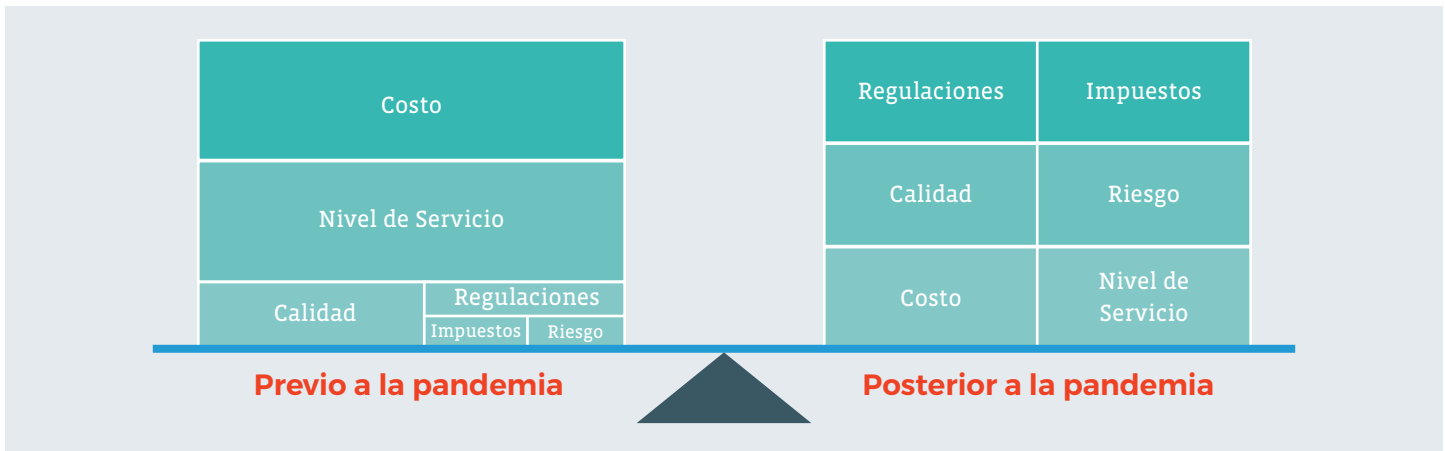 Costo
Nivel de Servicio
Calidad
Regulaciones
Impuestos
Riesgo
Previo a la pandemia
Regulaciones
Impuestos
Calidad
Riesgo
Costo
Nivel de
Servicio
Posterior a la pandemia